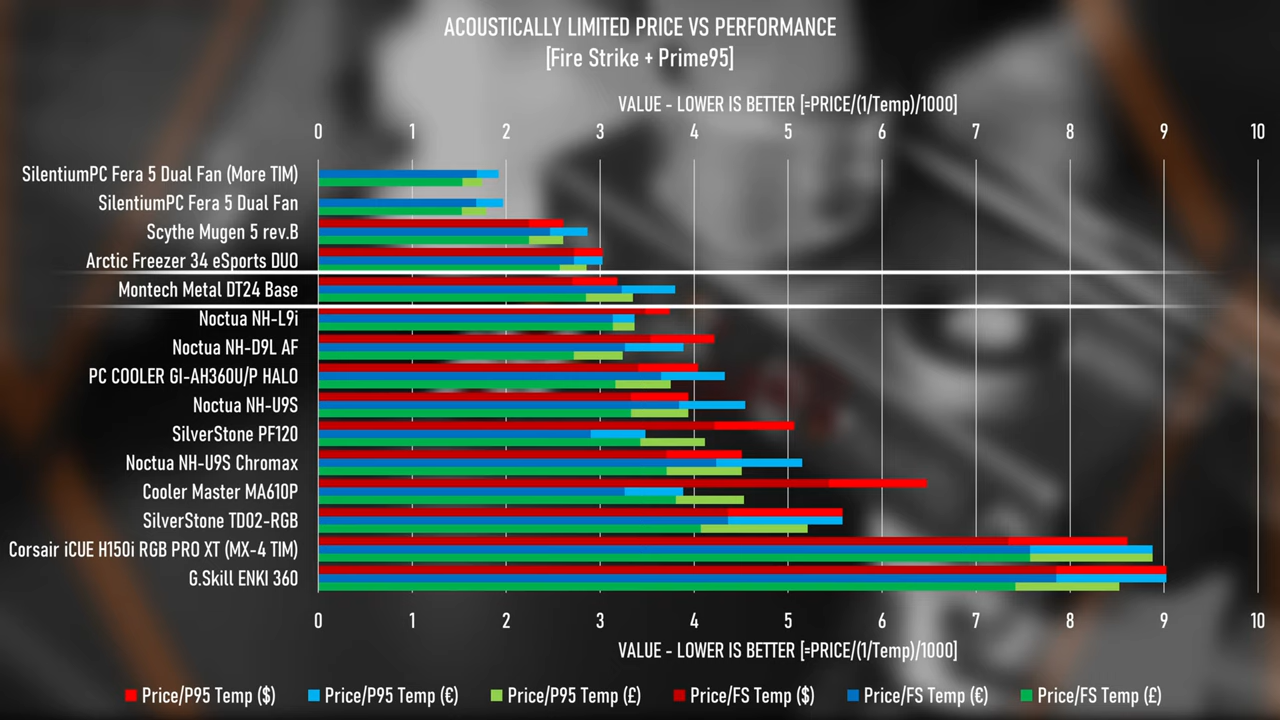 ACOUSTICALLY LIMITED PRICE VS PERFORMANCE
[Fire Strike + Prime95]
VALUE - LOWER IS BETTER [=PRICE/(1/Temp)/1000]
0 1 2 3 4 5 6 7 8 9 10
SilentiumPC Fera 5 Dual Fan (More TIM)
SilentiumPC Fera 5 Dual Fan
Scythe Mugen 5 rev.B
Arctic Freezer 34 eSports DUO
Montech Metal DT24 Base
Noctua NH-L9i
Noctua NH-D9L AF
PC COOLER GI-AH360U/P HALO
Noctua NH-U9S
SilverStone PF120
Noctua NH-U9S Chromax
Cooler Master MA610P
SilverStone TD02-RGB
Corsair iCUE H150i RGB PRO XT (MX-4 TIM)
G.Skill ENKI 360
0 1 2 3 4 5 6 7 8 9 10
VALUE - LOWER IS BETTER [=PRICE/(1/Temp)/1000]
Price/P95 Temp ($) Price/P95 Temp (€) Price/P95 Temp (£) Price/FS Temp ($) Price/FS Temp (€) Price/FS Temp (£)